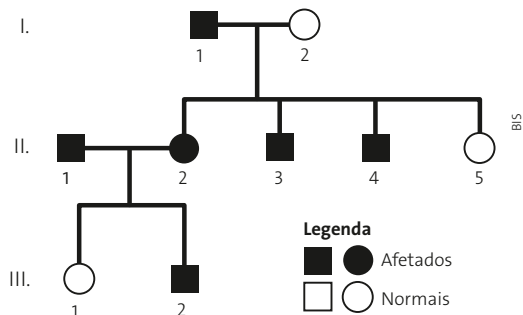 I.
1 2
II.
1 2 3 4 5
BIS
Legenda
Afetados
Normais
III.
1 2